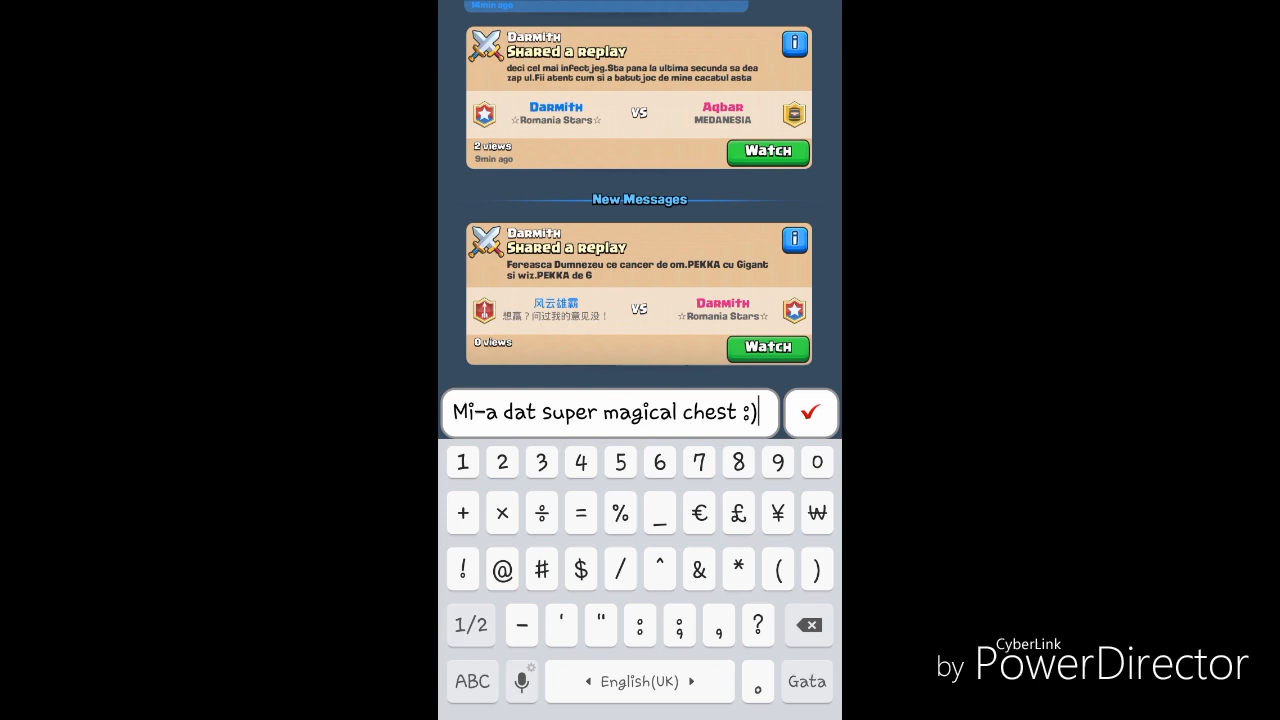 14min ago
Darmith
Shared a replay
deci cel mai infect jeg.Sta pana la ultima secunda sa dea
zap ul.Fii atent cum si a batut joc de mine cacatul asta
Darmith
☆Romania Stars☆
VS
Aqbar
MEDANESIA
2 views
9min ago
Watch
New Messages
Darmith
Shared a replay
Fereasca Dumnezeu ce cancer de om.PEKKA cu Gigant
si wiz.PEKKA de 6
风云雄霸
想赢？问过我的意见没！
VS
Darmith
☆Romania Stars☆
0 views
Watch
Mi-a dat super magical chest :)
1 2 3 4 5 6 7 8 9 0
+ × ÷ = % _ € £ ¥ ₩
! @ # $ / ^ & * ( )
1/2 - ' " : ; , ?
ABC English(UK) . Gata
CyberLink
by PowerDirector